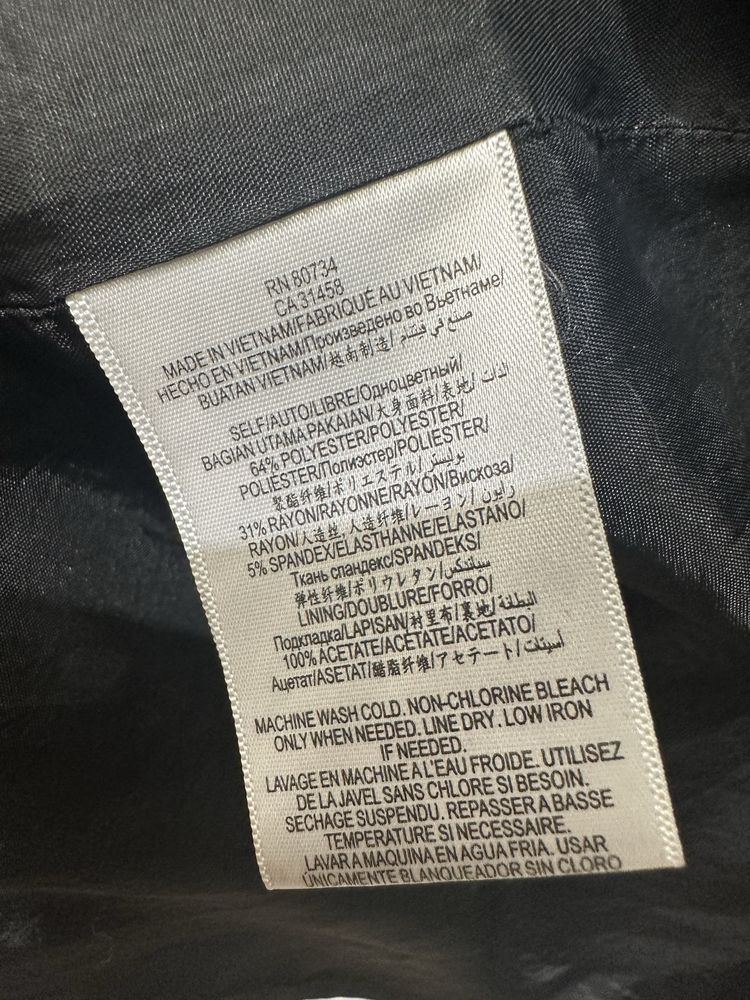 RN 80734
CA 31458
MADE IN VIETNAM/FABRIQUÉ AU VIETNAM/
HECHO EN VIETNAM/Произведено во Вьетнаме/
BUATAN VIETNAM/越南制造/ صنع في فيتنام
SELF/AUTO/LIBRE/Одноцветный/
BAGIAN UTAMA PAKAIAN/大身面料/表地/ الذات
64% POLYESTER/POLYESTER/
POLIESTER/Полиэстер/POLIESTER/
聚酯纤维/ポリエステル/بوليستر
31% RAYON/RAYONNE/RAYON/Вискоза/
RAYON/人造丝, 人造纤维/レーヨン/ رايون
5% SPANDEX/ELASTHANNE/ELASTANO/
Ткань спандекс/SPANDEKS/
弹性纤维/ポリウレタン/سباندكس
LINING/DOUBLURE/FORRO/
Подкладка/LAPISAN/衬里布/裏地/البطانة
100% ACETATE/ACETATE/ACETATO/
Ацетат/ASETAT/醋酯纤维/アセテート/أسيتات
MACHINE WASH COLD. NON-CHLORINE BLEACH
ONLY WHEN NEEDED. LINE DRY. LOW IRON
IF NEEDED.
LAVAGE EN MACHINE A L'EAU FROIDE. UTILISEZ
DE LA JAVEL SANS CHLORE SI BESOIN.
SECHAGE SUSPENDU. REPASSER A BASSE
TEMPERATURE SI NECESSAIRE.
LAVAR A MAQUINA EN AGUA FRIA. USAR
ÚNICAMENTE BLANQUEADOR SIN CLORO